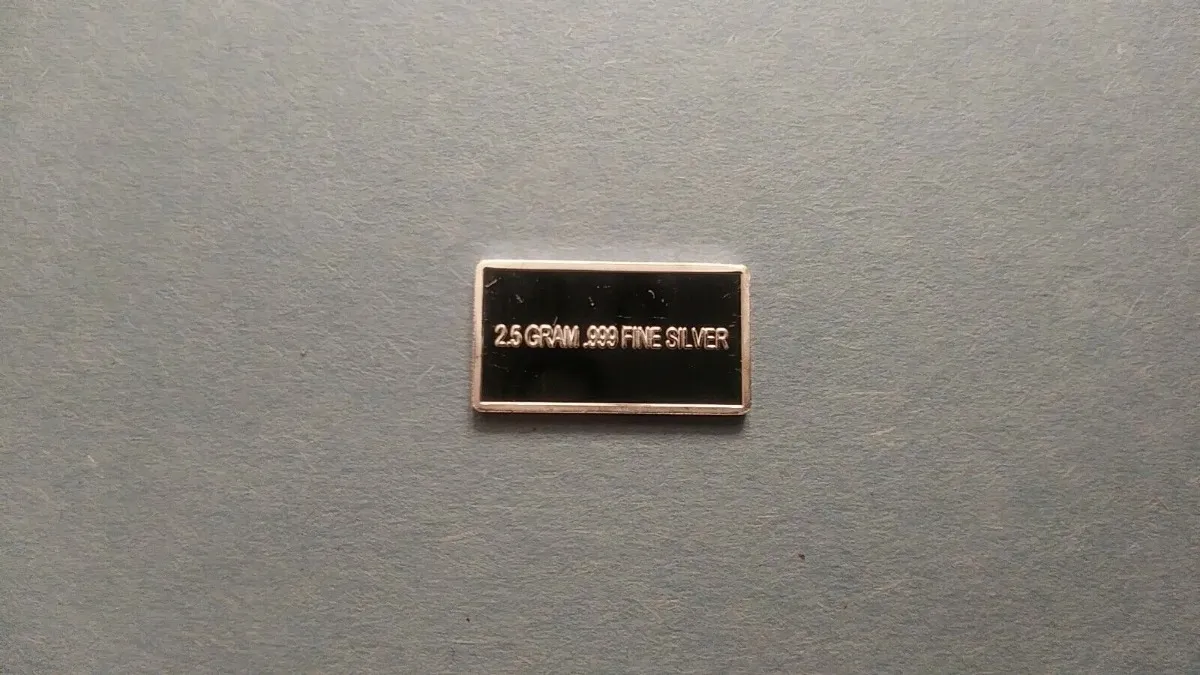 2.5 GRAM .999 FINE SILVER